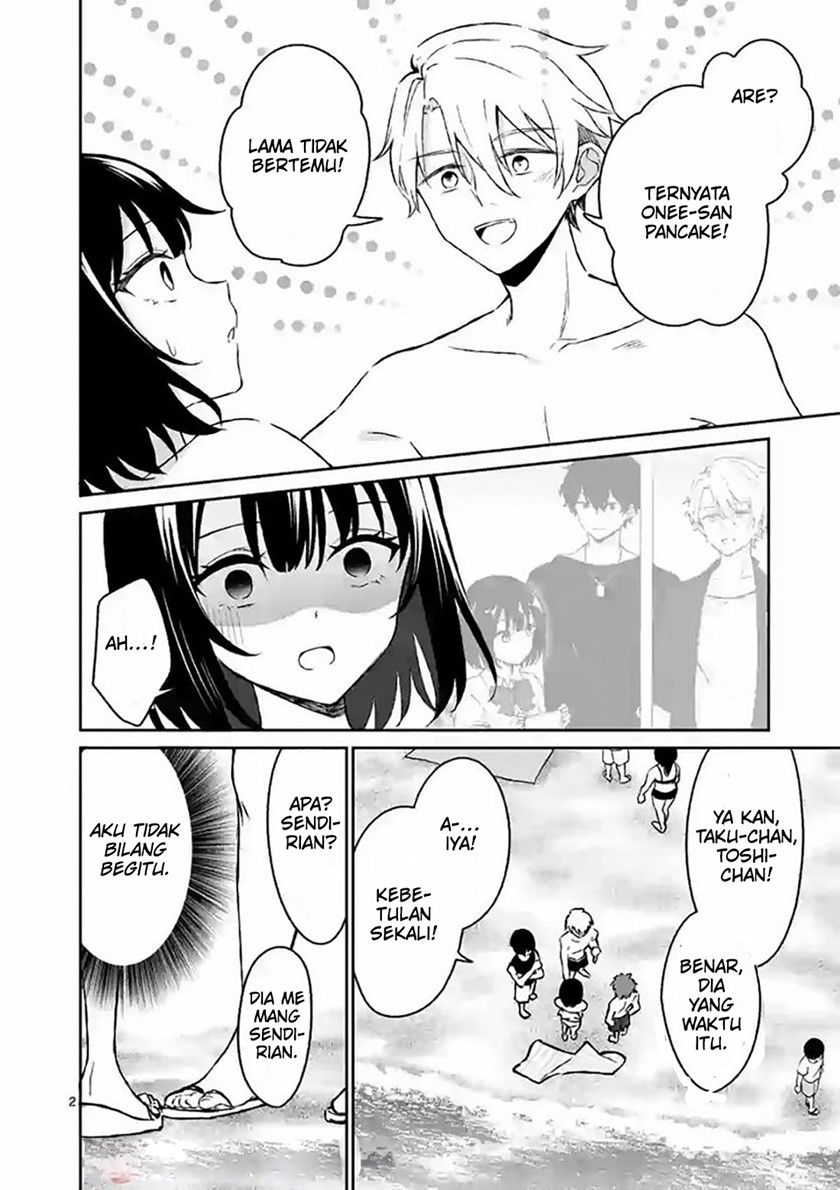 ARE?
TERNYATA
ONEE-SAN
PANCAKE!
LAMA TIDAK
BERTEMU!
AH...!
YA KAN,
TAKU-CHAN,
TOSHI-
CHAN!
BENAR,
DIA
YANG
WAKTU
ITU.
A-...
IYA!
KEBE-
TULAN
SEKALI!
APA?
SENDI-
RIAN?
DIA ME
MANG
SENDI-
RIAN.
AKU TIDAK
BILANG
BEGITU.
2